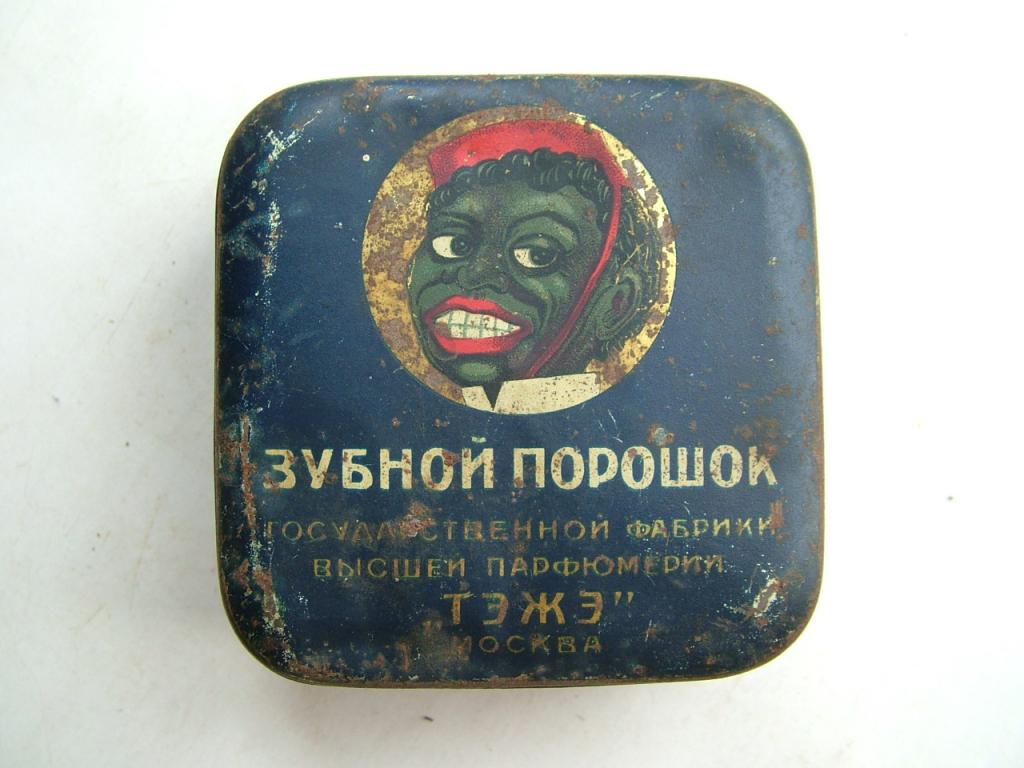 ЗУБНОЙ ПОРОШОК
ГОСУДАРСТВЕННОЙ ФАБРИКИ
ВЫСШЕЙ ПАРФЮМЕРИИ
„ТЭЖЭ"
МОСКВА